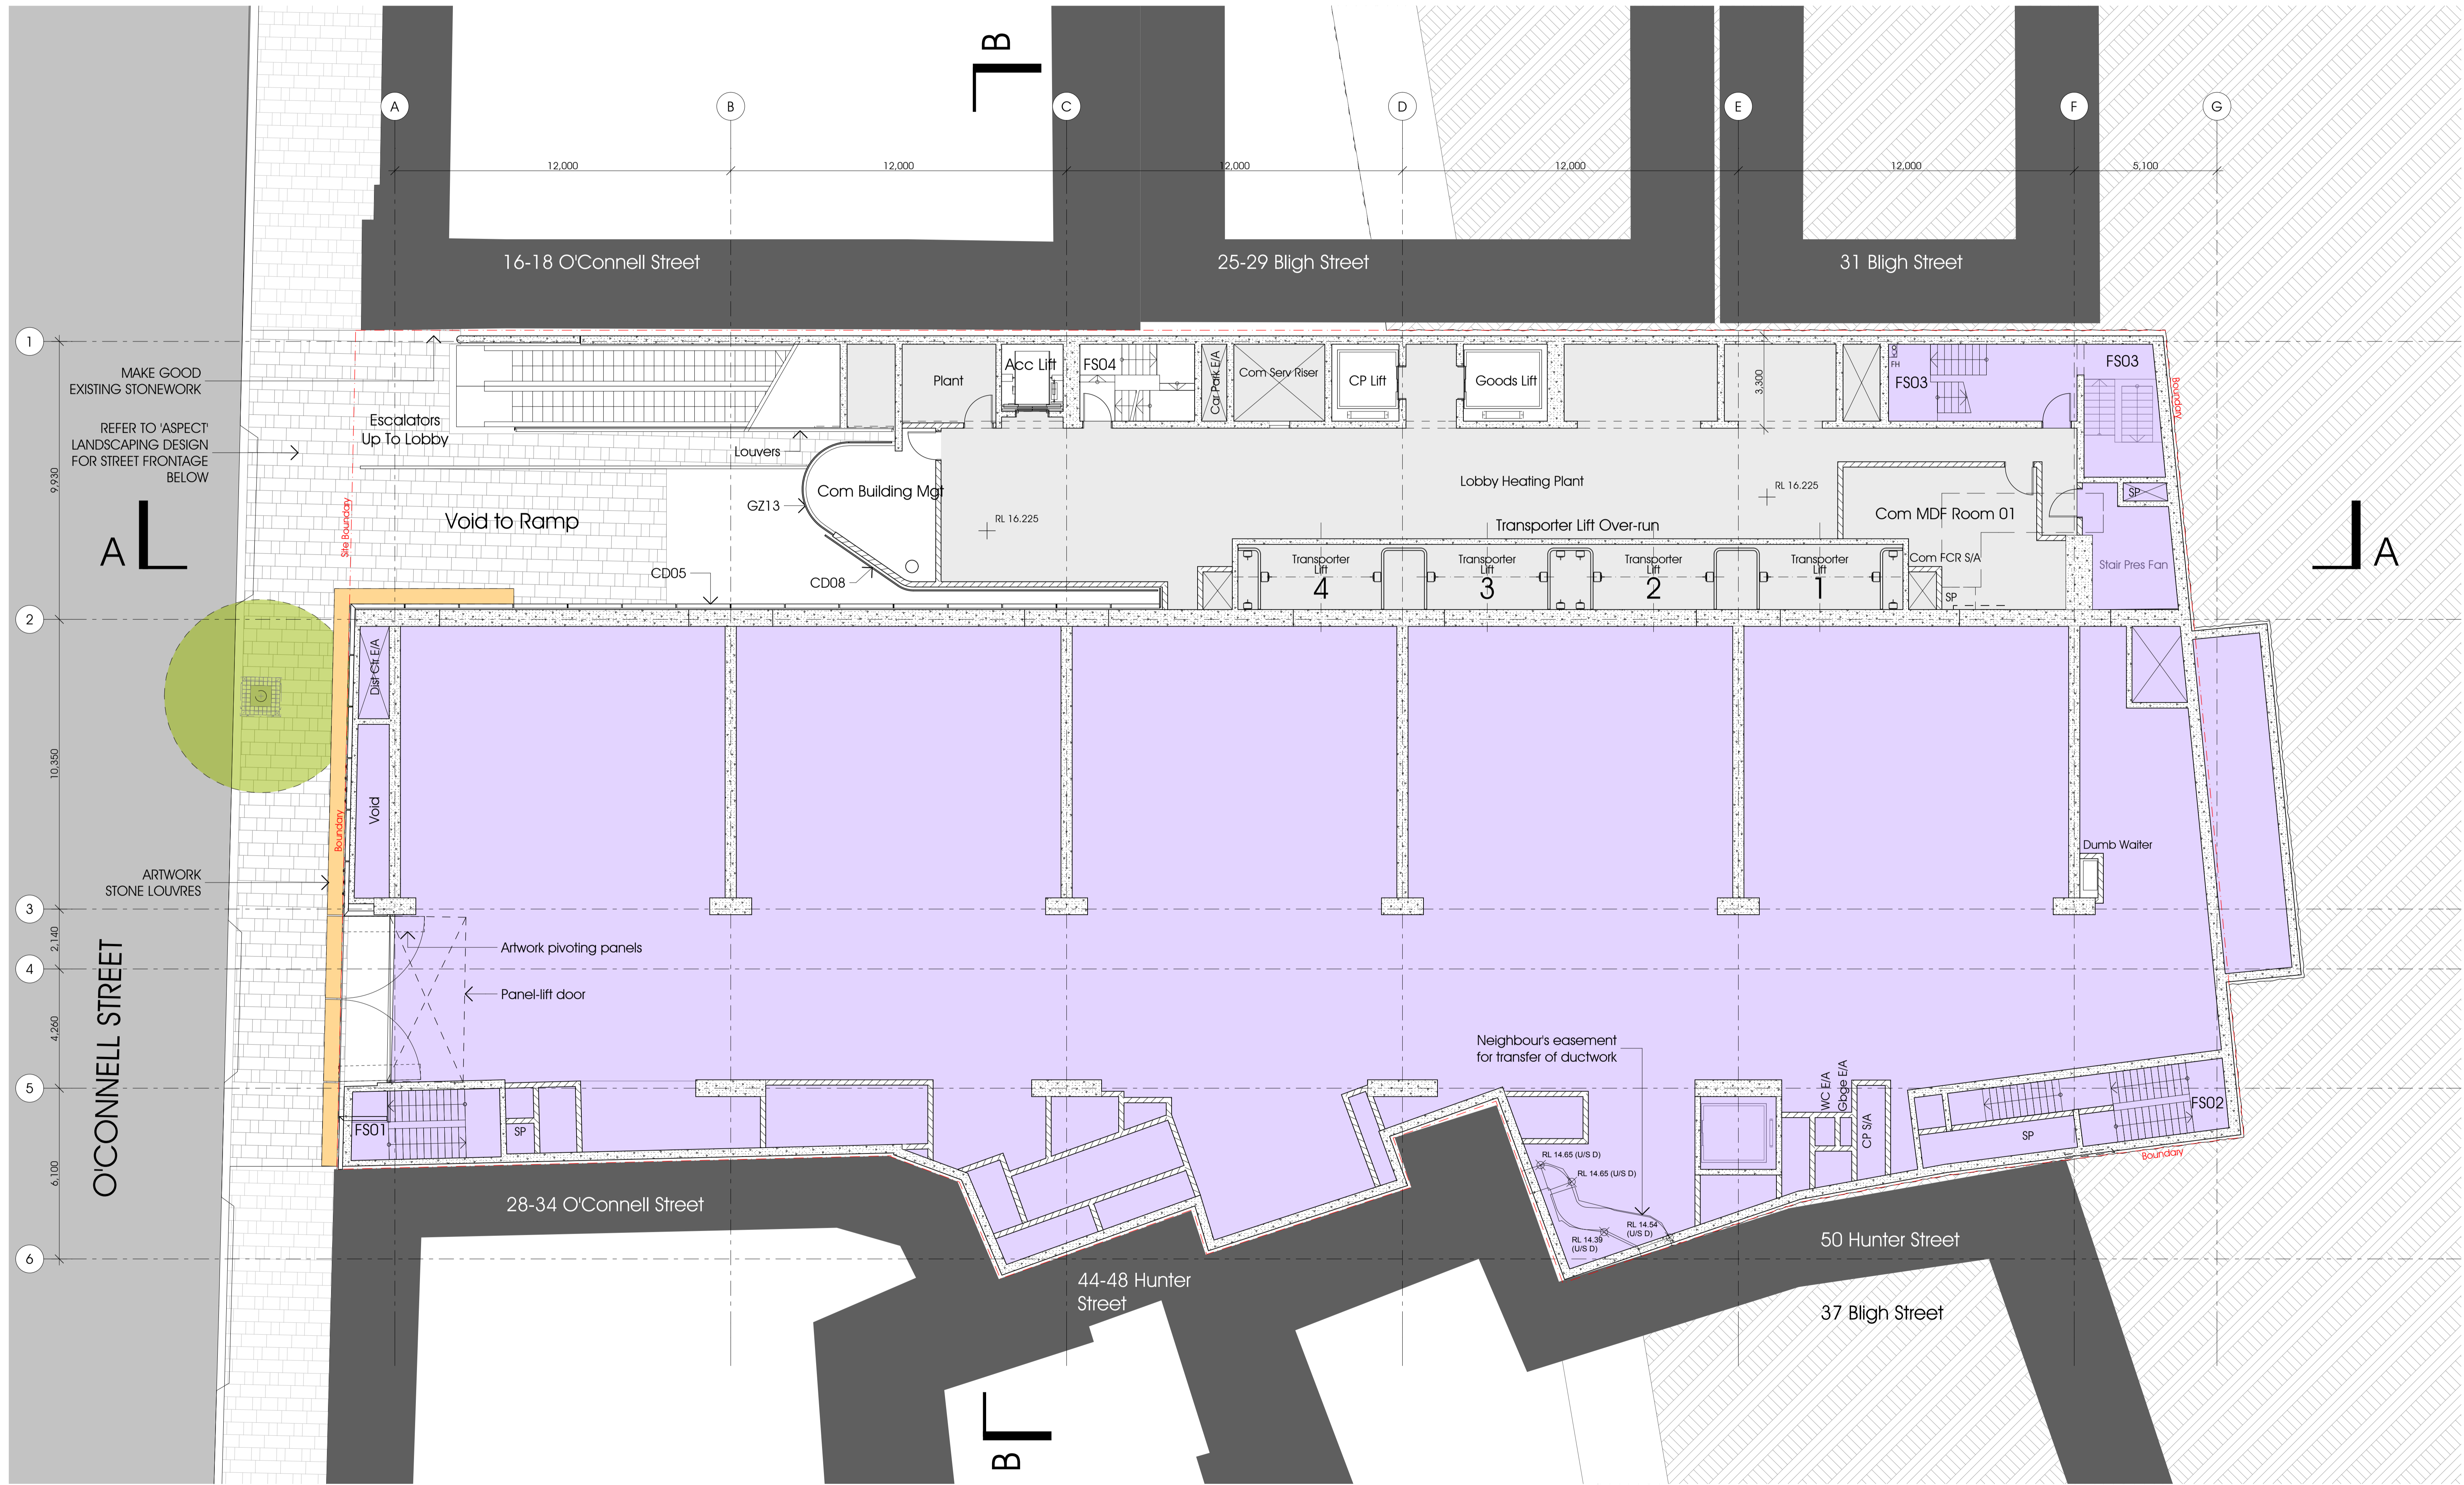 B
A
B
C
D
E
F
G
12,000
12,000
12,000
12,000
12,000
5,100
16-18 O'Connell Street
25-29 Bligh Street
31 Bligh Street
1
MAKE GOOD
EXISTING STONEWORK
REFER TO 'ASPECT'
LANDSCAPING DESIGN
FOR STREET FRONTAGE
BELOW
Escalators
Up To Lobby
Louvers
Plant
Acc Lift
FS04
Car Park E/A
Com Serv Riser
CP Lift
Goods Lift
3,300
FH
FS03
FS03
Boundary
9,930
Site Boundary
Void to Ramp
GZ13
Com Building Mgt
RL 16.225
Lobby Heating Plant
RL 16.225
Transporter Lift Over-run
Com MDF Room 01
SP
A
A
CD05
CD08
Transporter
Lift
4
Transporter
Lift
3
Transporter
Lift
2
Transporter
Lift
1
Com FCR S/A
SP
Stair Pres Fan
2
Dist Ctr E/A
10,350
Void
Boundary
Dumb Waiter
ARTWORK
STONE LOUVRES
3
2,140
Artwork pivoting panels
4
Panel-lift door
4,260
O'CONNELL STREET
Neighbour's easement
for transfer of ductwork
5
WC E/A
Gbge E/A
CP S/A
FS01
SP
FS02
SP
Boundary
6,100
RL 14.65 (U/S D)
RL 14.65 (U/S D)
RL 14.54
(U/S D)
RL 14.39
(U/S D)
28-34 O'Connell Street
50 Hunter Street
6
44-48 Hunter
Street
37 Bligh Street
B